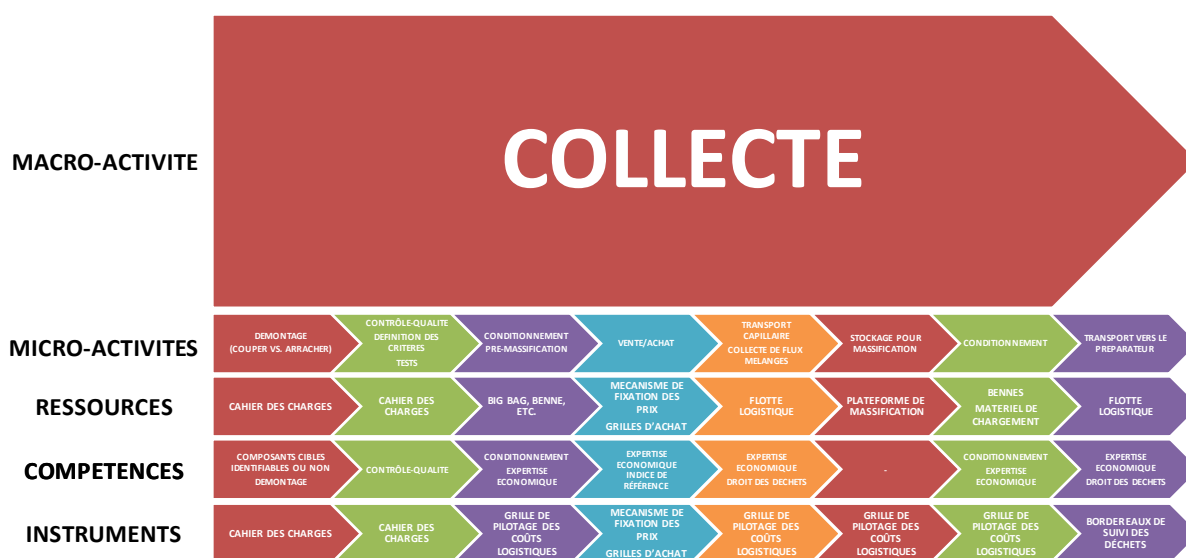 MACRO-ACTIVITE
COLLECTE
MICRO-ACTIVITES
DEMONTAGE
(COUPER VS. ARRACHER)
CONTRÔLE-QUALITE
DEFINITION DES
CRITERES
TESTS
CONDITIONNEMENT
PRE-MASSIFICATION
VENTE/ACHAT
TRANSPORT
CAPILLAIRE
COLLECTE DE FLUX
MELANGES
STOCKAGE POUR
MASSIFICATION
CONDITIONNEMENT
TRANSPORT VERS LE
PREPARATEUR
RESSOURCES
CAHIER DES CHARGES
CAHIER DES
CHARGES
BIG BAG, BENNE,
ETC.
MECANISME DE
FIXATION DES
PRIX
GRILLES D'ACHAT
FLOTTE
LOGISTIQUE
PLATEFORME DE
MASSIFICATION
BENNES
MATERIEL DE
CHARGEMENT
FLOTTE
LOGISTIQUE
COMPETENCES
COMPOSANTS CIBLES
IDENTIFIABLES OU NON
DEMONTAGE
CONTRÔLE-QUALITE
CONDITIONNEMENT
EXPERTISE
ECONOMIQUE
EXPERTISE
ECONOMIQUE
INDICE DE
RÉFÉRENCE
EXPERTISE
ECONOMIQUE
DROIT DES DECHETS
-
CONDITIONNEMENT
EXPERTISE
ECONOMIQUE
EXPERTISE
ECONOMIQUE
DROIT DES DECHETS
INSTRUMENTS
CAHIER DES CHARGES
CAHIER DES
CHARGES
GRILLE DE
PILOTAGE DES
COÛTS
LOGISTIQUES
MECANISME DE
FIXATION DES
PRIX
GRILLES D'ACHAT
GRILLE DE
PILOTAGE DES
COÛTS
LOGISTIQUES
GRILLE DE
PILOTAGE DES
COÛTS
LOGISTIQUES
GRILLE DE
PILOTAGE DES
COÛTS
LOGISTIQUES
BORDEREAUX DE
SUIVI DES
DÉCHETS